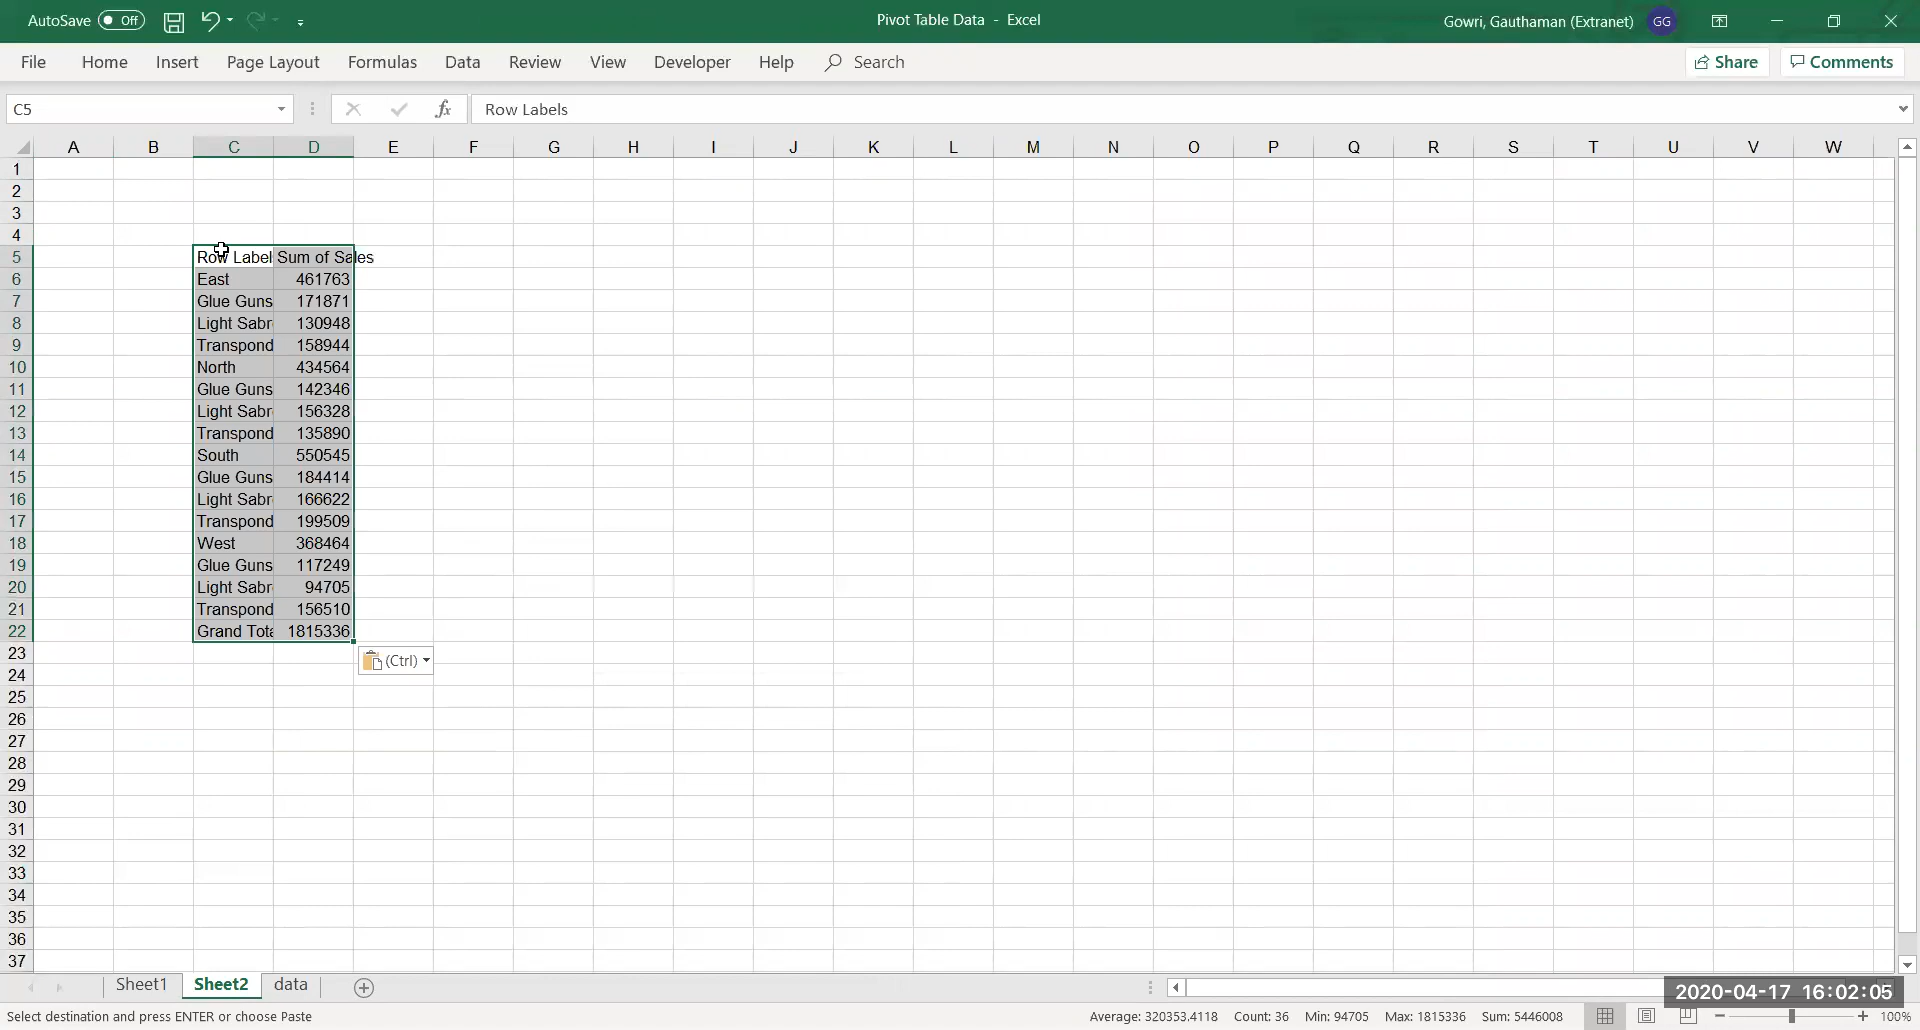 AutoSave Off Pivot Table Data - Excel Gowri, Gauthaman (Extranet) GG
File Home Insert Page Layout Formulas Data Review View Developer Help Search Share Comments
C5 fx Row Labels
A B C D E F G H I J K L M N O P Q R S T U V W
1
2
3
4
5 Row Label Sum of Sales
6 East 461763
7 Glue Guns 171871
8 Light Sabr 130948
9 Transpond 158944
10 North 434564
11 Glue Guns 142346
12 Light Sabr 156328
13 Transpond 135890
14 South 550545
15 Glue Guns 184414
16 Light Sabr 166622
17 Transpond 199509
18 West 368464
19 Glue Guns 117249
20 Light Sabr 94705
21 Transpond 156510
22 Grand Tota 1815336
23 (Ctrl)
24
25
26
27
28
29
30
31
32
33
34
35
36
37
Sheet1 Sheet2 data
2020-04-17 16:02:05
Select destination and press ENTER or choose Paste Average: 320353.4118 Count: 36 Min: 94705 Max: 1815336 Sum: 5446008 100%